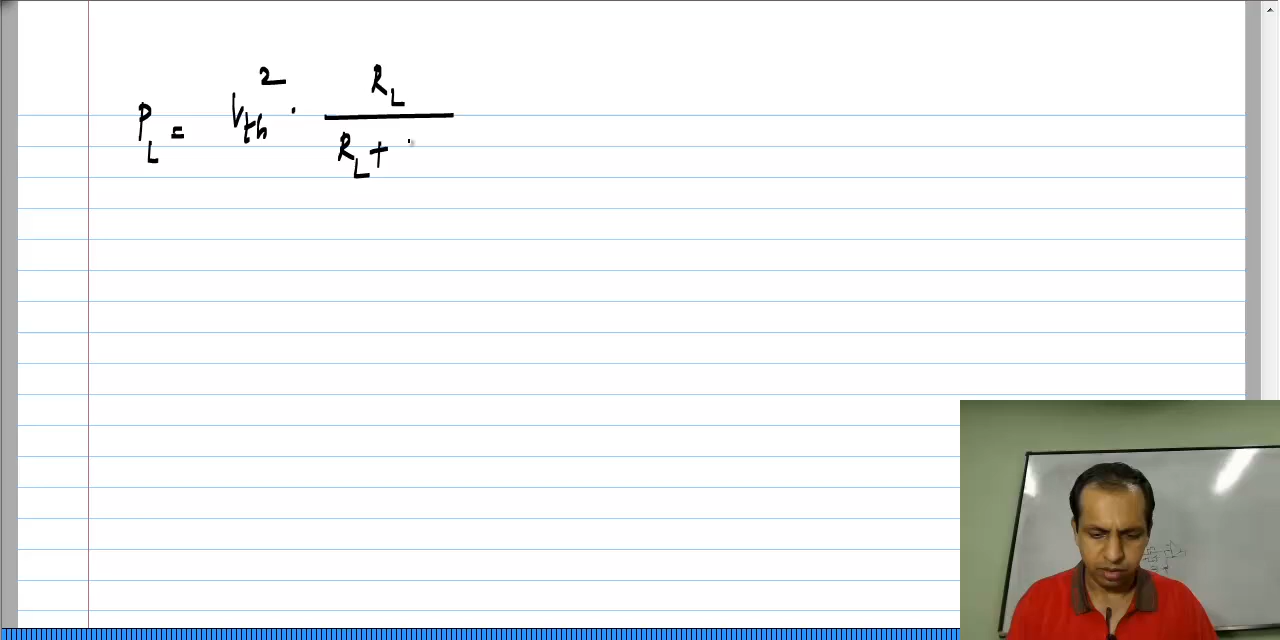 P_L = V_th^2 · R_L / R_L +